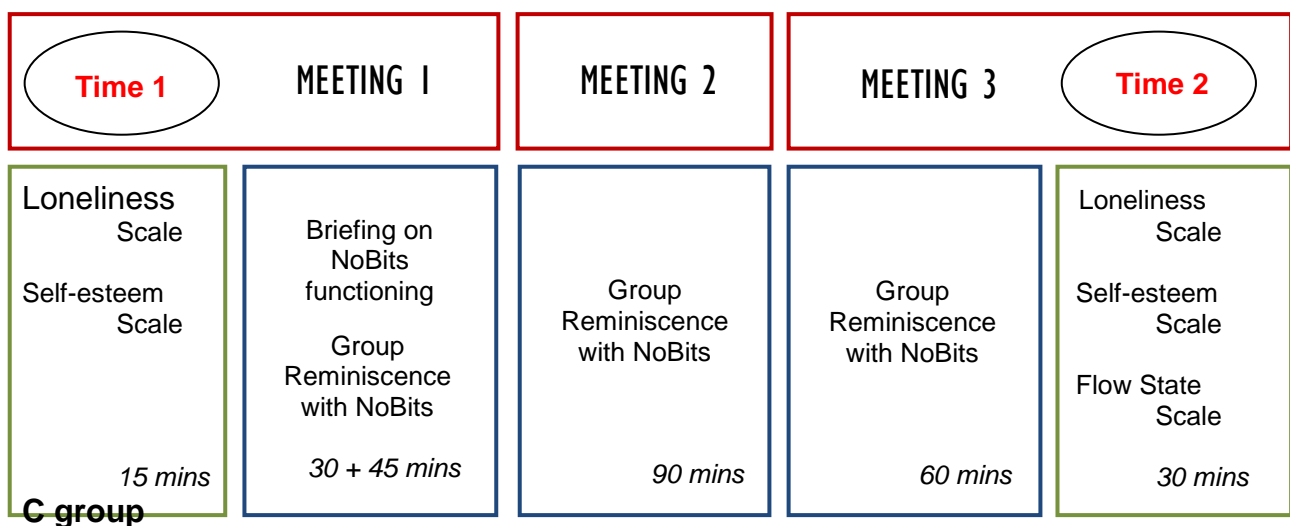 Time 1
MEETING 1
MEETING 2
MEETING 3
Time 2
Loneliness
Scale
Self-esteem
Scale
15 mins
Briefing on
NoBits
functioning
Group
Reminiscence
with NoBits
30 + 45 mins
Group
Reminiscence
with NoBits
90 mins
Group
Reminiscence
with NoBits
60 mins
Loneliness
Scale
Self-esteem
Scale
Flow State
Scale
30 mins
C group